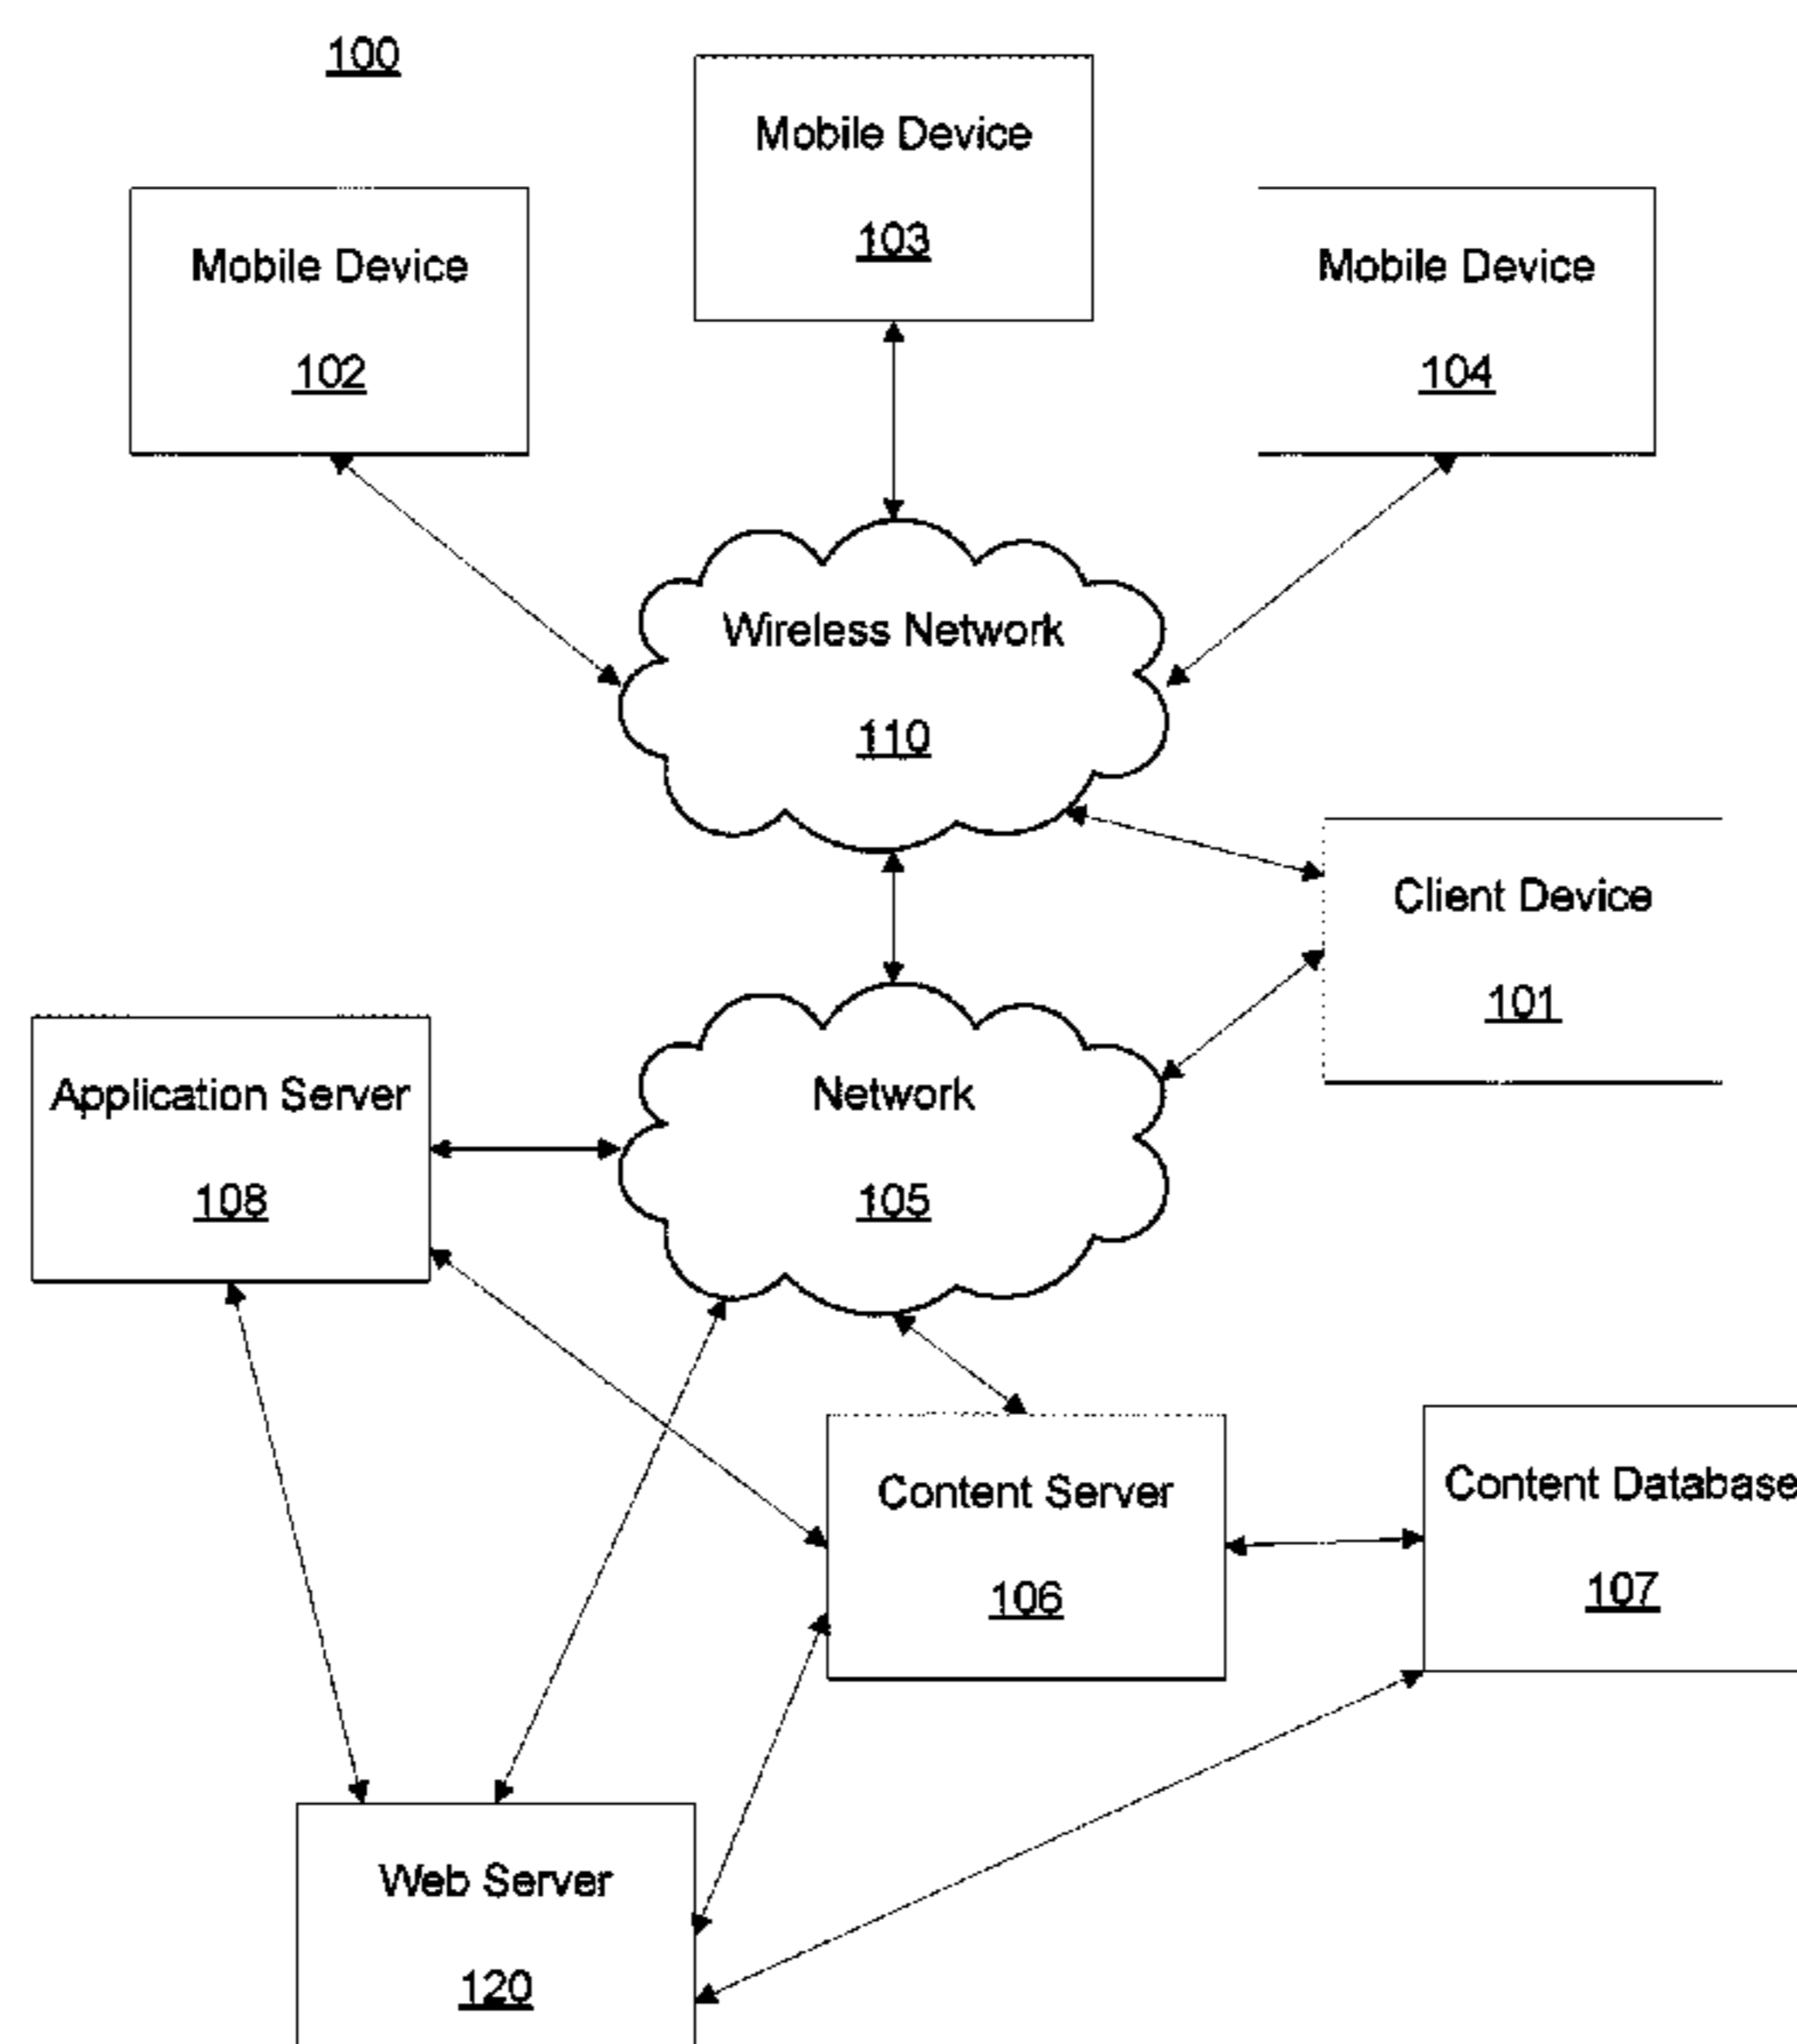 100
Mobile Device
103
Mobile Device
102
Mobile Device
104
Wireless Network
110
Client Device
101
Application Server
108
Network
105
Content Server
106
Content Database
107
Web Server
120